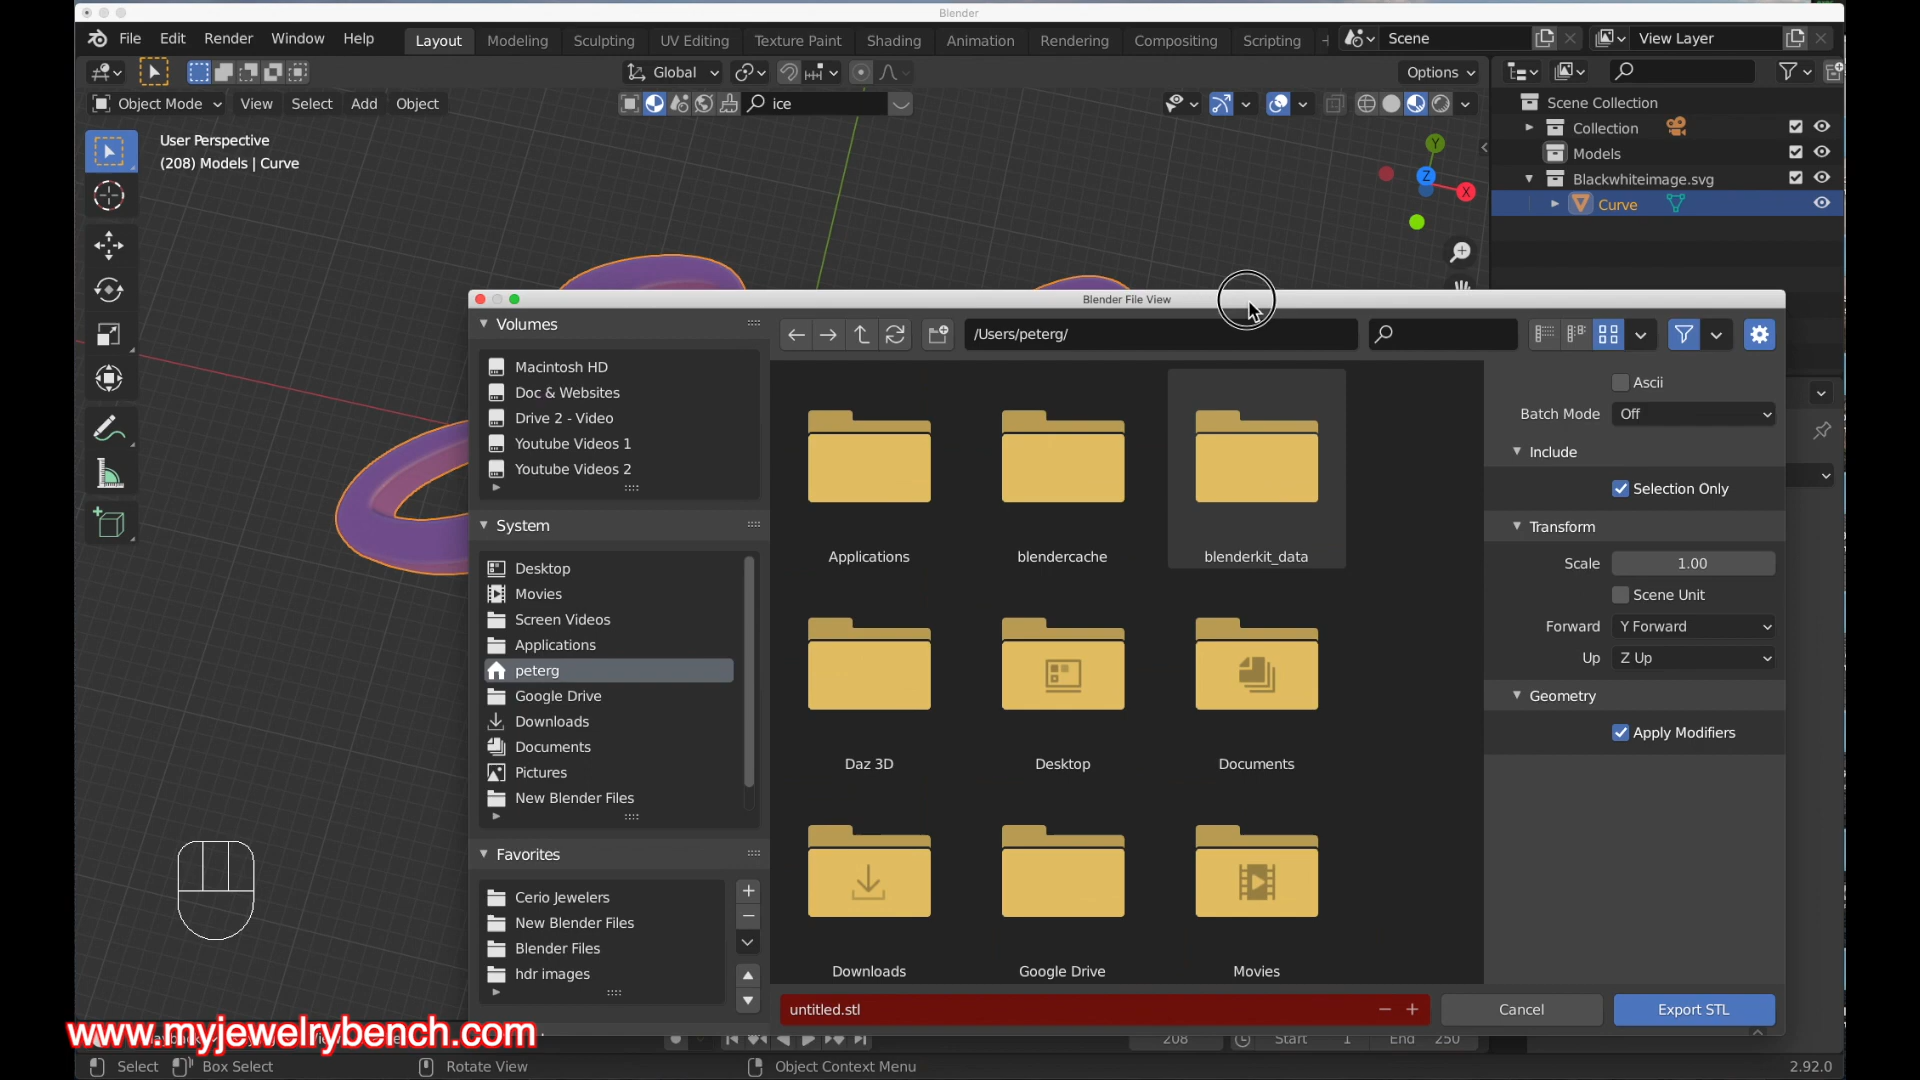 Blender
File Edit Render Window Help Layout Modeling Sculpting UV Editing Texture Paint Shading Animation Rendering Compositing Scripting + Scene View Layer
Global Options
Object Mode View Select Add Object ice
User Perspective
(208) Models | Curve
Scene Collection
Collection
Models
Blackwhiteimage.svg
Curve
Y
Z
X
Blender File View
Volumes
Macintosh HD
Doc & Websites
Drive 2 - Video
Youtube Videos 1
Youtube Videos 2
System
Desktop
Movies
Screen Videos
Applications
peterg
Google Drive
Downloads
Documents
Pictures
New Blender Files
Favorites
Cerio Jewelers
New Blender Files
Blender Files
hdr images
/Users/peterg/
Applications blendercache blenderkit_data
Daz 3D Desktop Documents
Downloads Google Drive Movies
Ascii
Batch Mode Off
Include
Selection Only
Transform
Scale 1.00
Scene Unit
Forward Y Forward
Up Z Up
Geometry
Apply Modifiers
untitled.stl − + Cancel Export STL
www.myjewelrybench.com
208 Start 1 End 250
Select Box Select Rotate View Object Context Menu 2.92.0